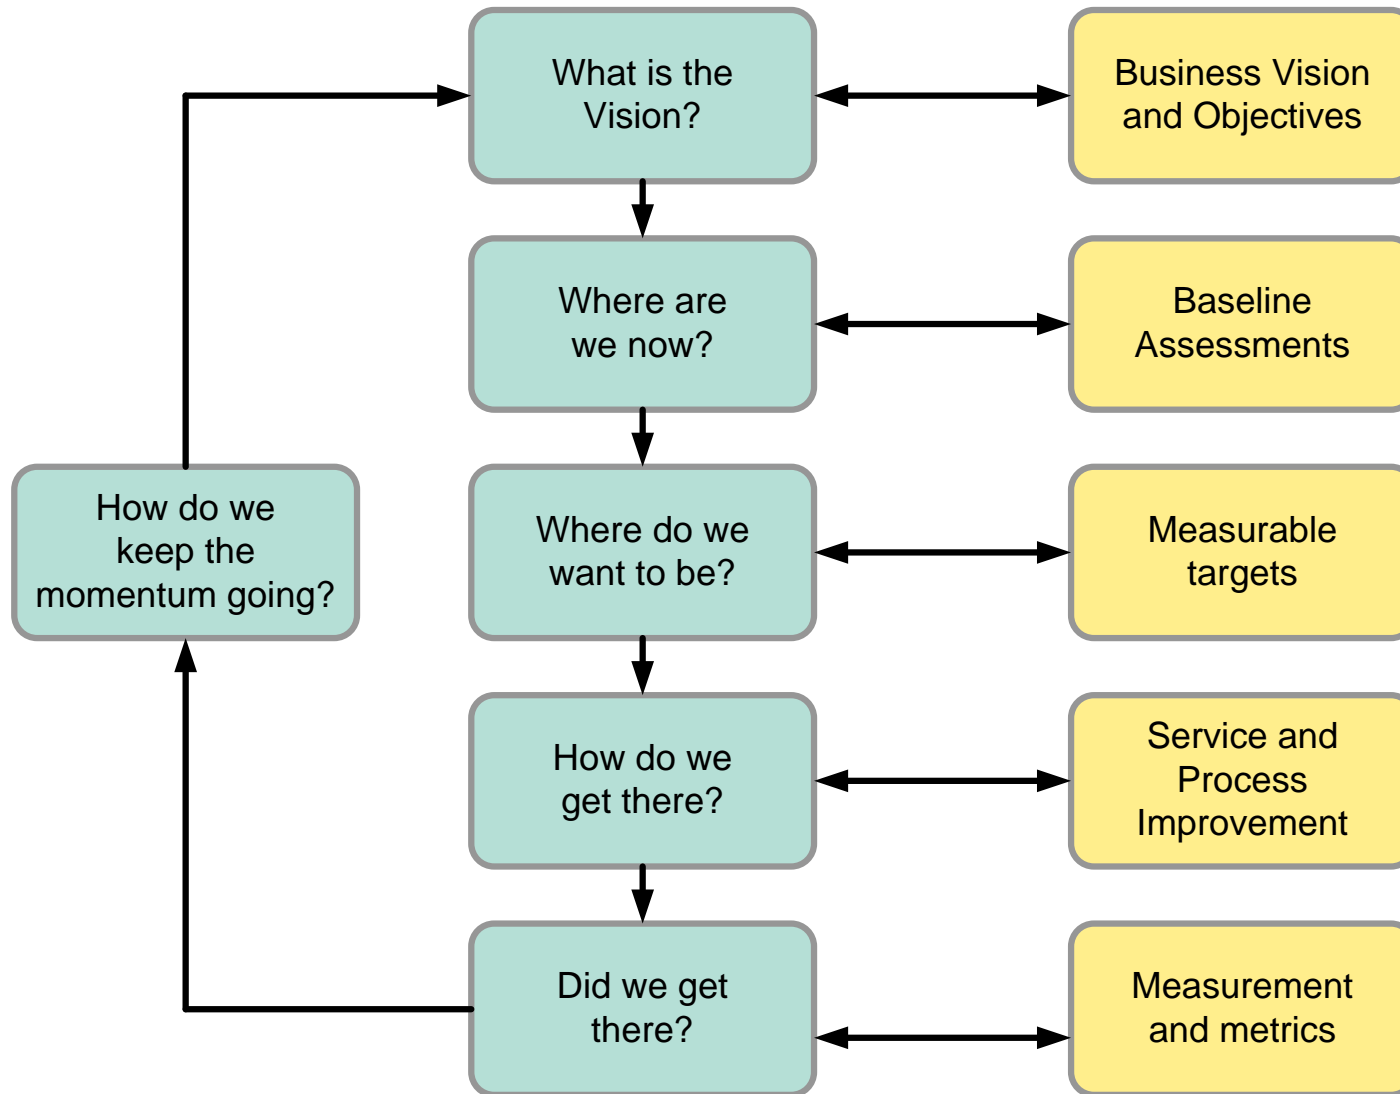 What is the
Vision?
Business Vision
and Objectives
Where are
we now?
Baseline
Assessments
How do we
keep the
momentum going?
Where do we
want to be?
Measurable
targets
How do we
get there?
Service and
Process
Improvement
Did we get
there?
Measurement
and metrics